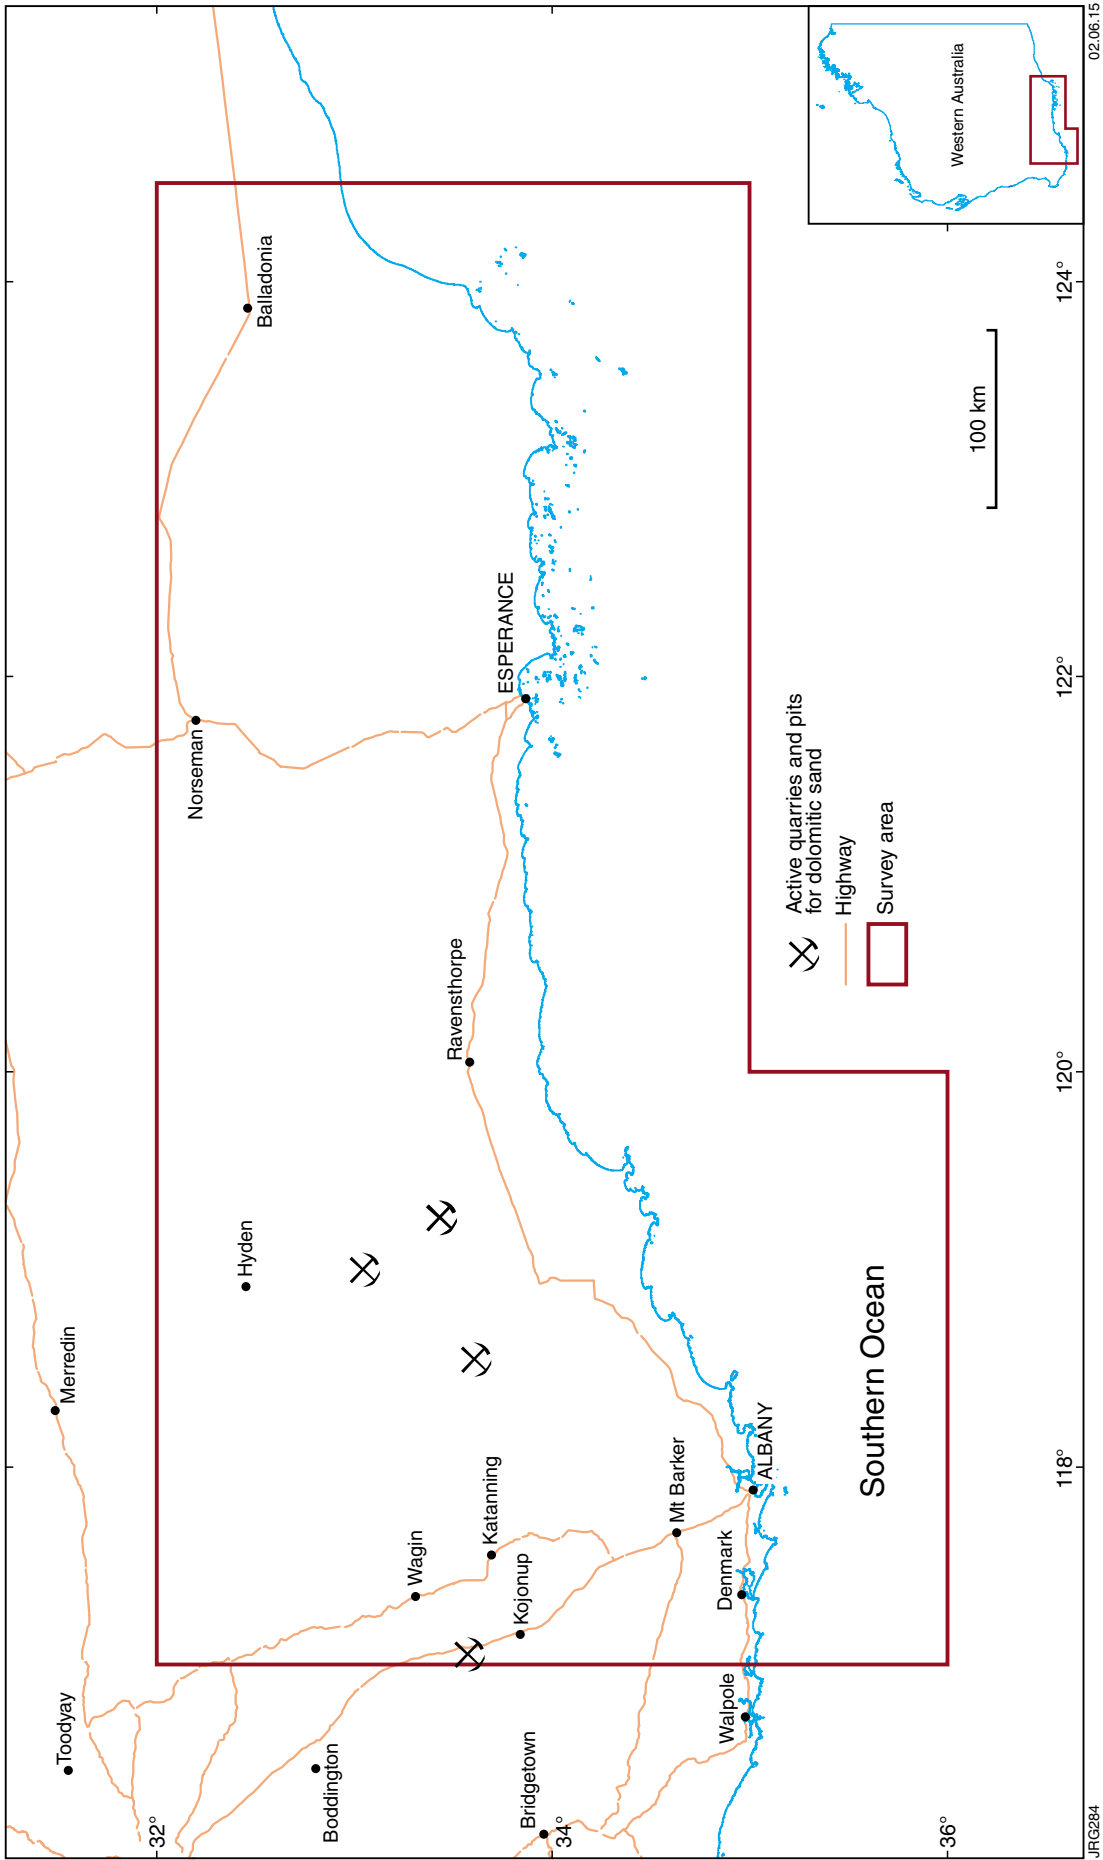 Toodyay
Merredin
Hyden
Norseman
Balladonia
Boddington
Wagin
Katanning
Kojonup
Bridgetown
Ravensthorpe
ESPERANCE
Mt Barker
Denmark
Walpole
ALBANY
Southern Ocean
Active quarries and pits
for dolomitic sand
Highway
Survey area
100 km
Western Australia
32°
34°
36°
118°
120°
122°
124°
JRG284
02.06.15